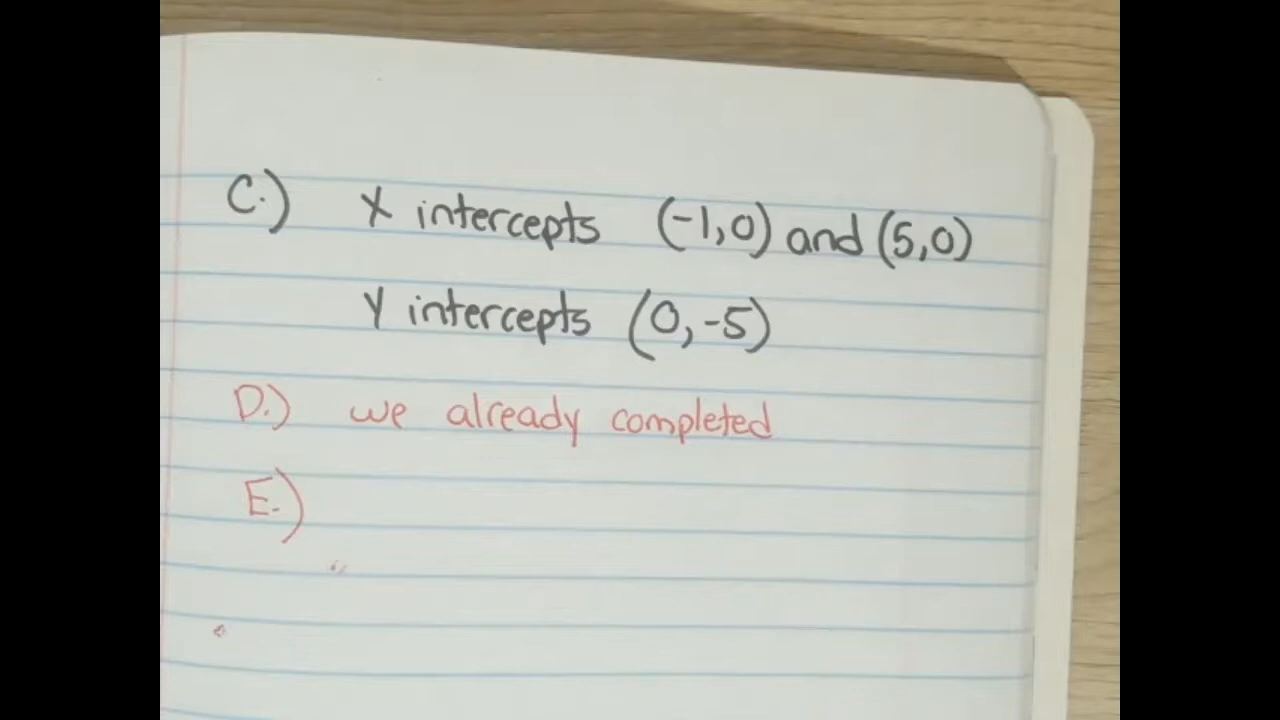 C.) X intercepts (-1,0) and (5,0)
Y intercepts (0,-5)
D.) we already completed
E.)